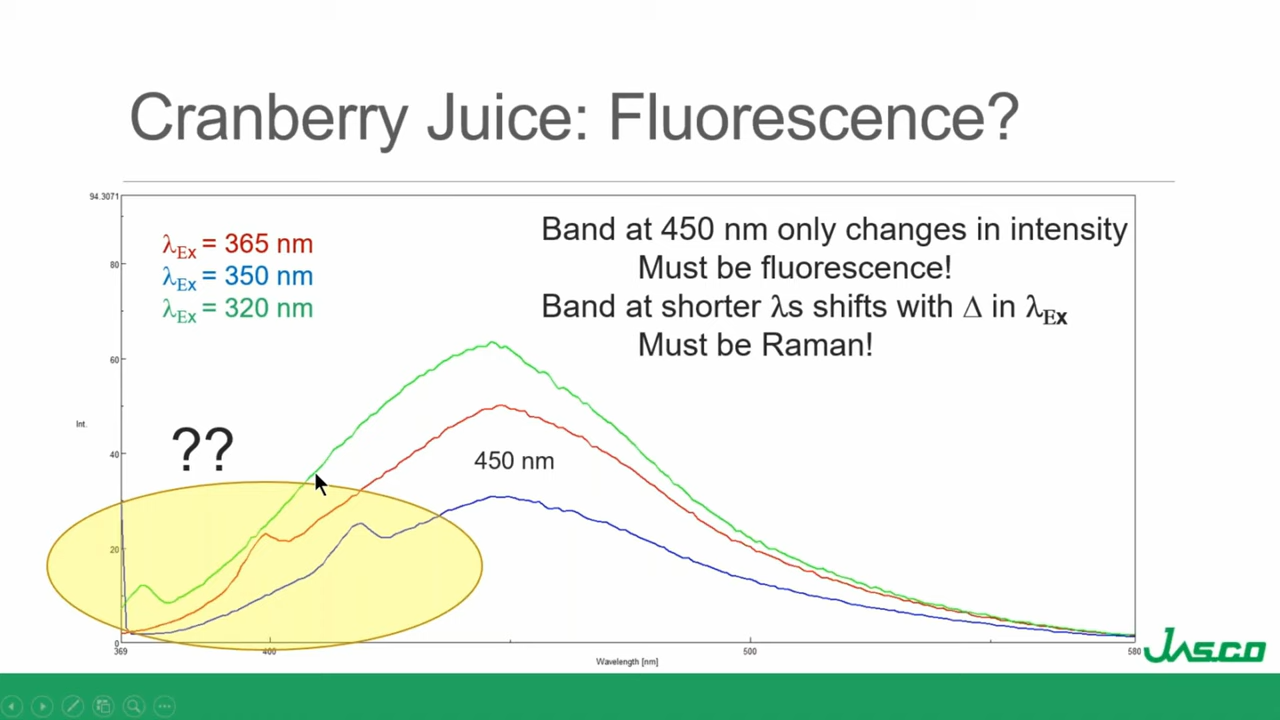 Cranberry Juice: Fluorescence?
94.3071
λEx = 365 nm
λEx = 350 nm
λEx = 320 nm
Band at 450 nm only changes in intensity
Must be fluorescence!
Band at shorter λs shifts with Δ in λEx
Must be Raman!
80
60
Int.
??
40
450 nm
20
0
369
400
500
580
Wavelength [nm]
JASCO